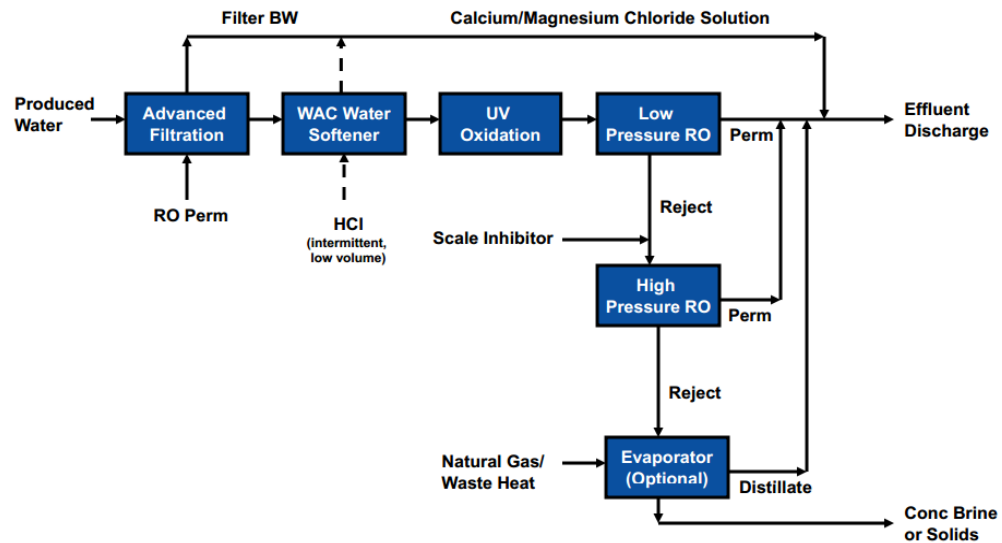 Filter BW
Calcium/Magnesium Chloride Solution
Produced
Water
Advanced
Filtration
WAC Water
Softener
UV
Oxidation
Low
Pressure RO
Perm
Effluent
Discharge
RO Perm
HCl
(intermittent,
low volume)
Reject
Scale Inhibitor
High
Pressure RO
Perm
Reject
Natural Gas/
Waste Heat
Evaporator
(Optional)
Distillate
Conc Brine
or Solids